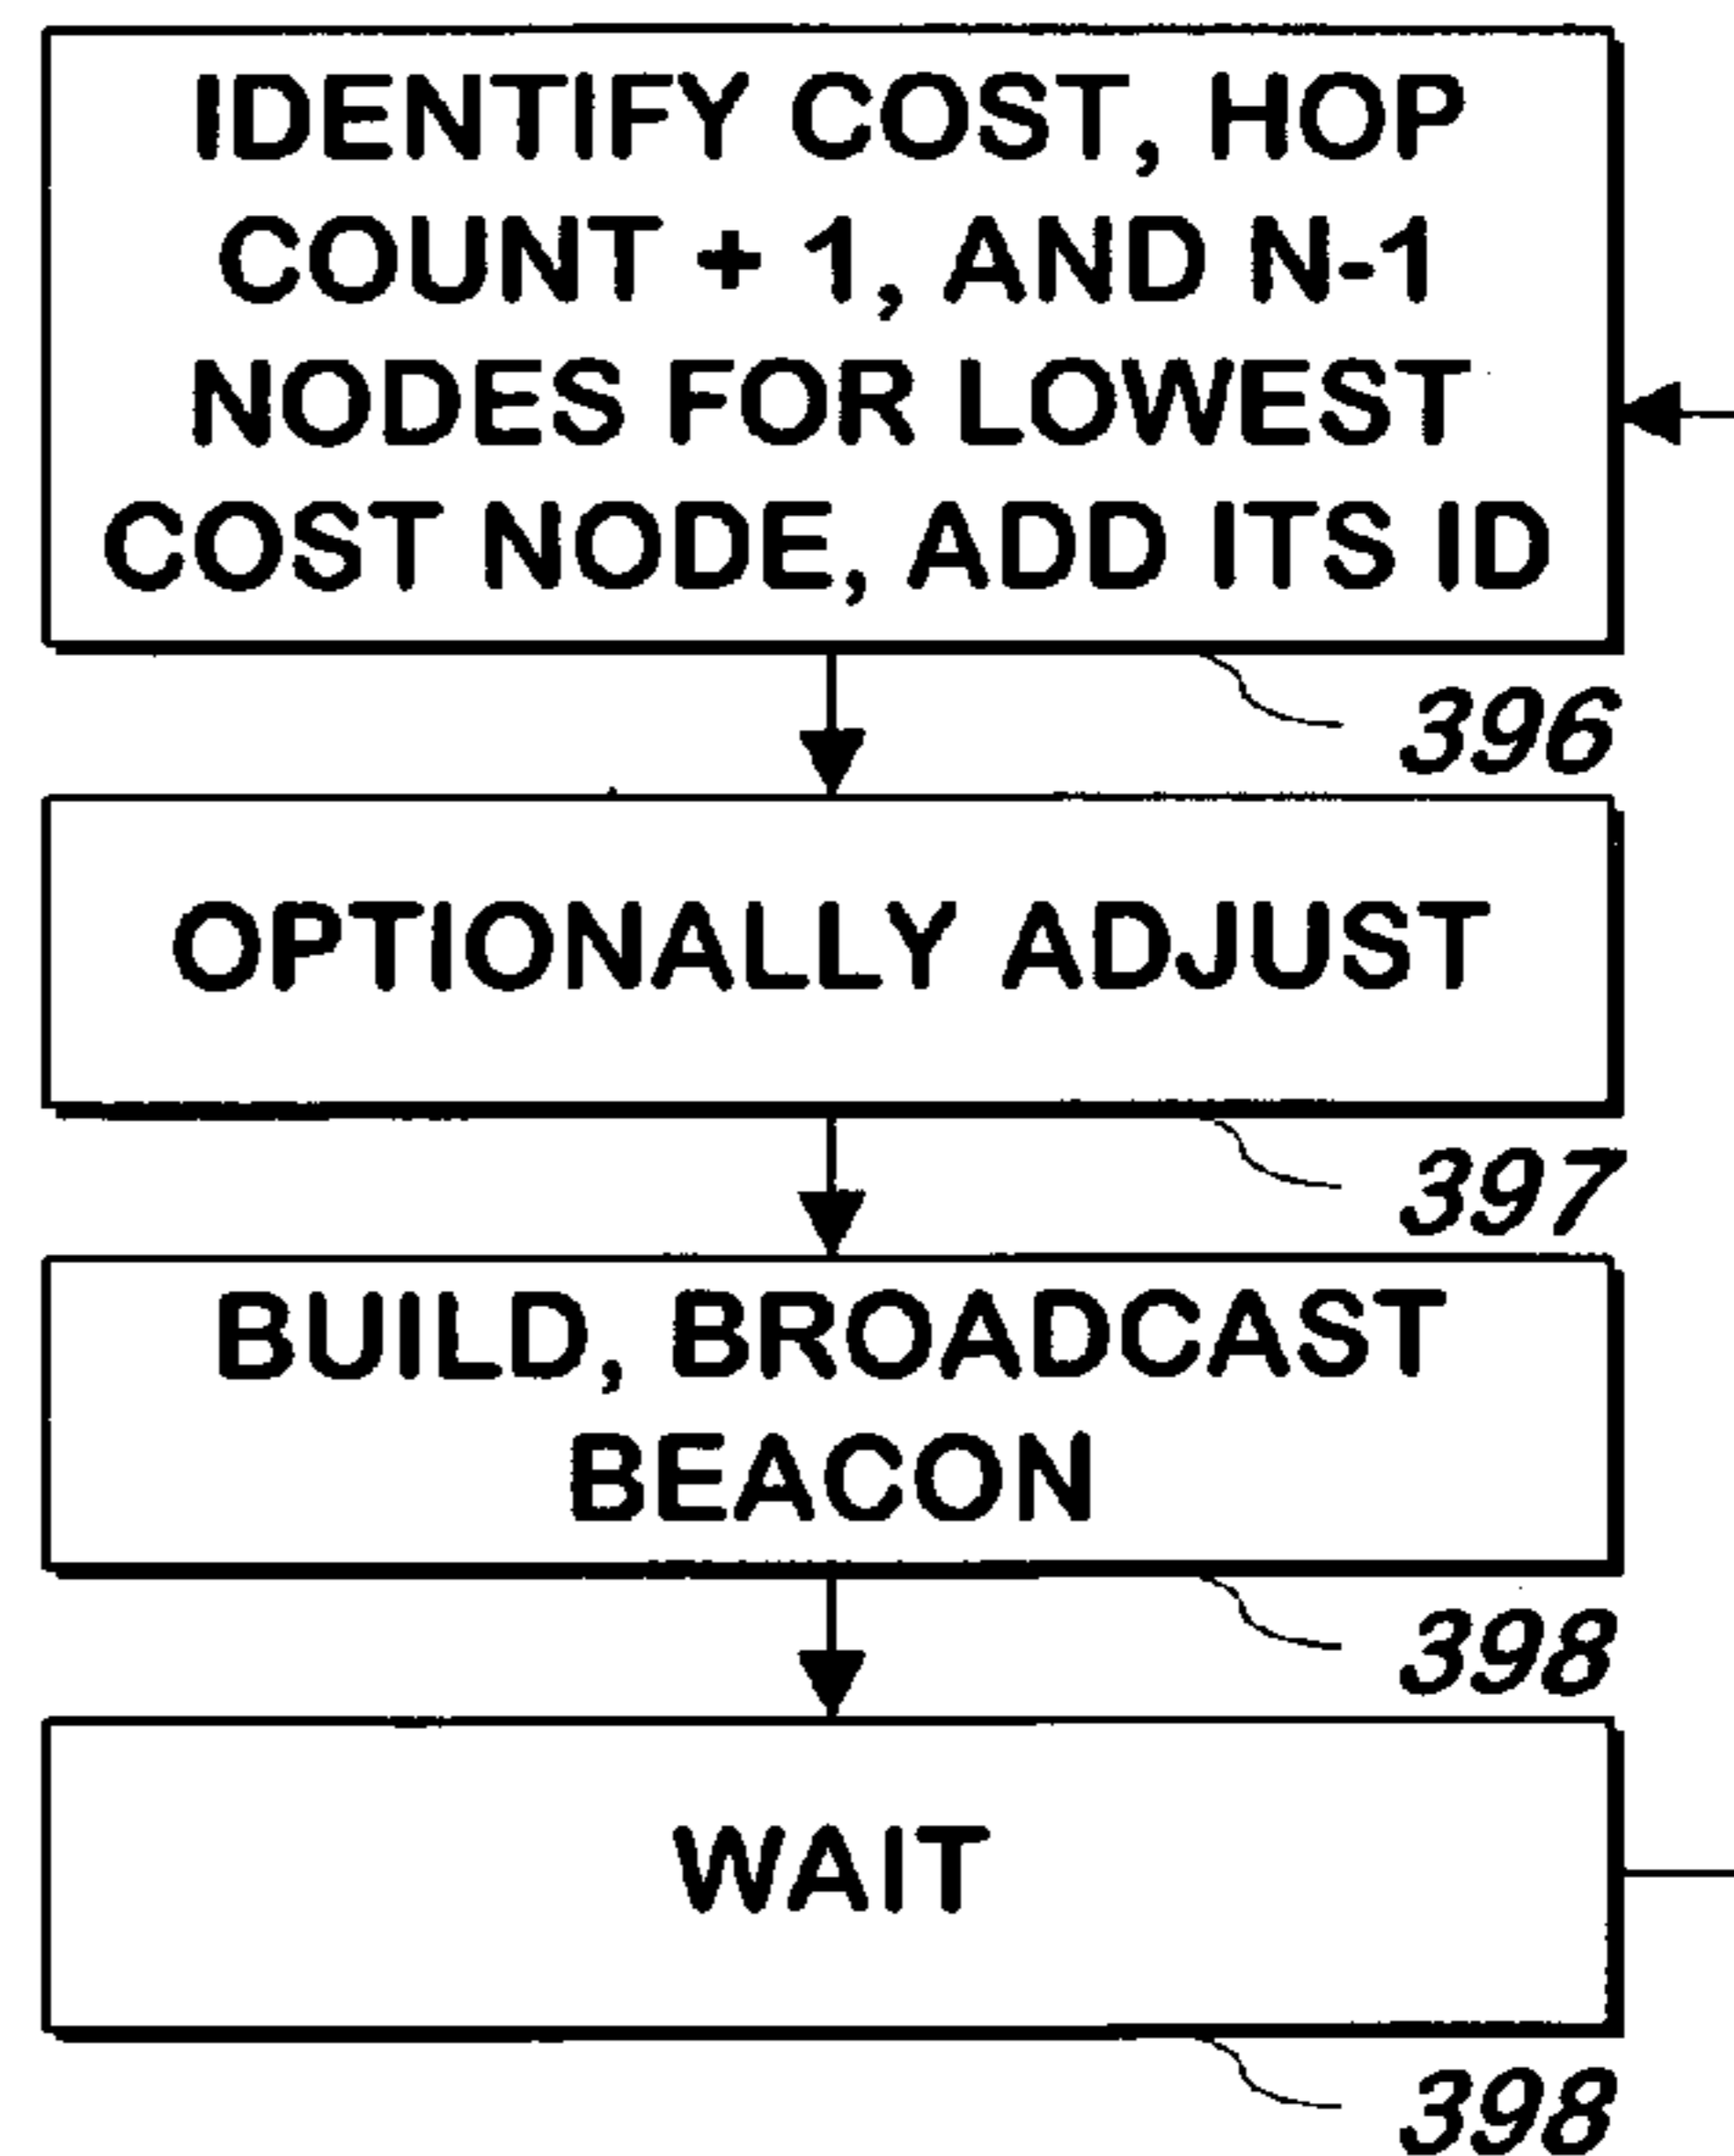 IDENTIFY COST, HOP
COUNT + 1, AND N-1
NODES FOR LOWEST
COST NODE, ADD ITS ID
396
OPTIONALLY ADJUST
397
BUILD, BROADCAST
BEACON
398
WAIT
398